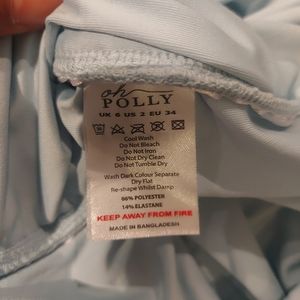 oh
POLLY
UK 6 US 2 EU 34
Cool Wash
Do Not Bleach
Do Not Iron
Do Not Dry Clean
Do Not Tumble Dry
Wash Dark Colour Separate
Dry Flat
Re-shape Whilst Damp
86% POLYESTER
14% ELASTANE
KEEP AWAY FROM FIRE
MADE IN BANGLADESH